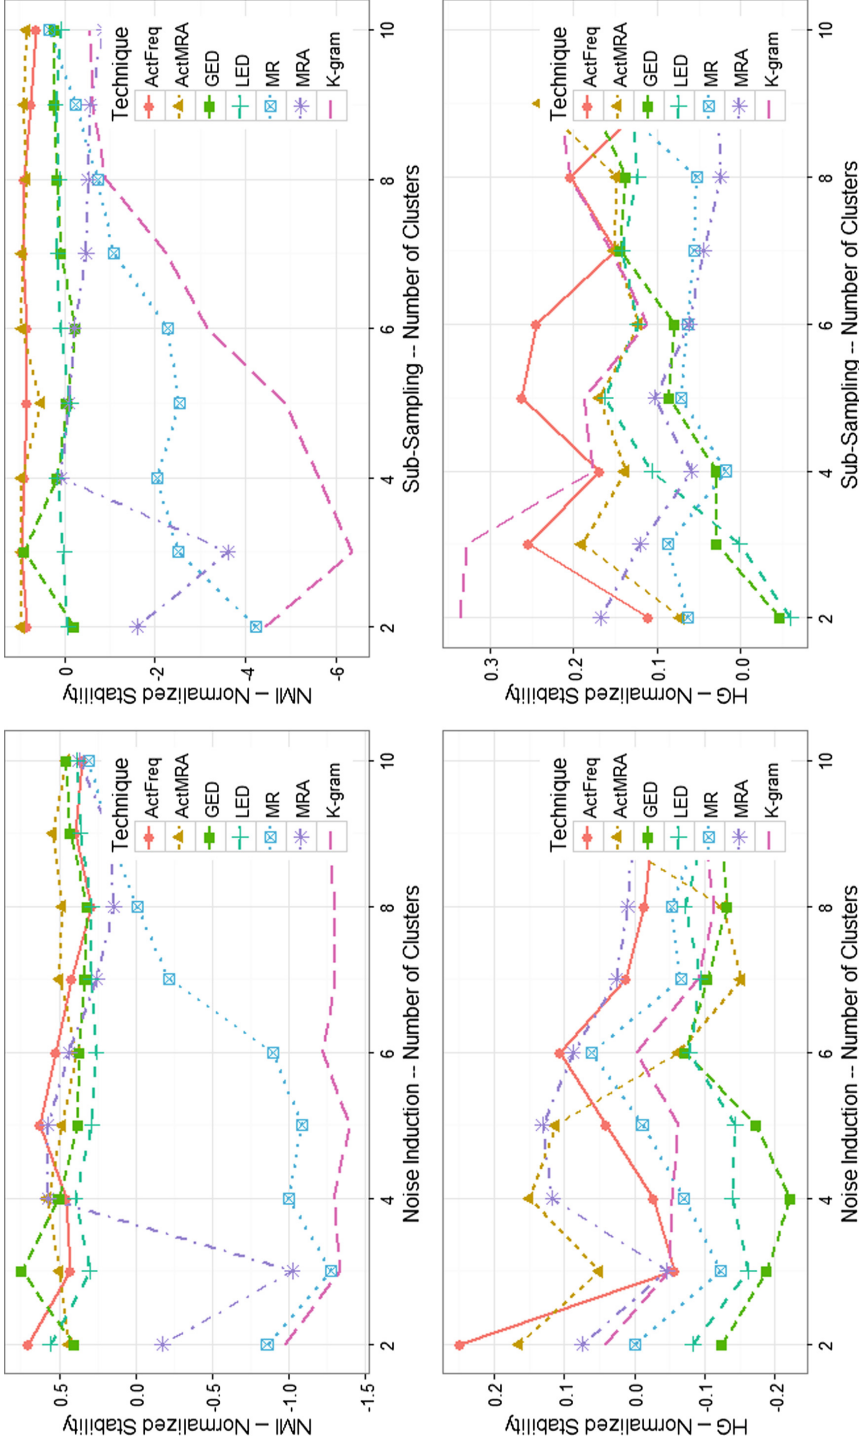 NMI – Normalized Stability
0.5
0.0
-0.5
-1.0
-1.5
2
4
6
8
10
Noise Induction -- Number of Clusters
Technique
ActFreq
ActMRA
GED
LED
MR
MRA
K-gram
NMI – Normalized Stability
0
-2
-4
-6
2
4
6
8
10
Sub-Sampling -- Number of Clusters
Technique
ActFreq
ActMRA
GED
LED
MR
MRA
K-gram
HG – Normalized Stability
0.2
0.1
0.0
-0.1
-0.2
2
4
6
8
10
Noise Induction -- Number of Clusters
Technique
ActFreq
ActMRA
GED
LED
MR
MRA
K-gram
HG – Normalized Stability
0.3
0.2
0.1
0.0
2
4
6
8
10
Sub-Sampling -- Number of Clusters
Technique
ActFreq
ActMRA
GED
LED
MR
MRA
K-gram